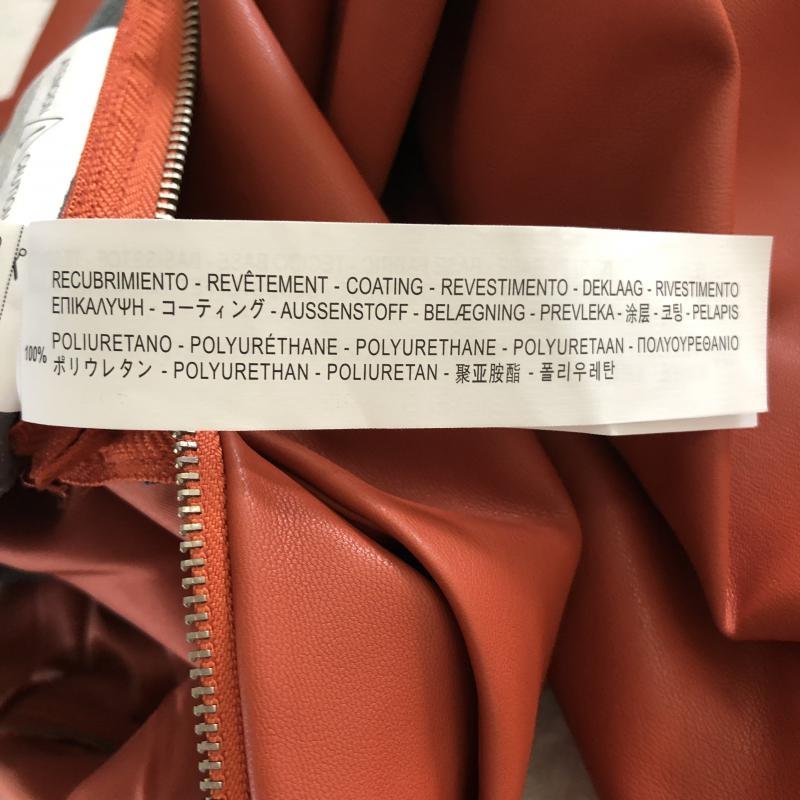 RECUBRIMIENTO - REVÊTEMENT - COATING - REVESTIMENTO - DEKLAAG - RIVESTIMENTO
ΕΠΙΚΑΛΥΨΗ - コーティング - AUSSENSTOFF - BELÆGNING - PREVLEKA - 涂层 - 코팅 - PELAPIS
100% POLIURETANO - POLYURÉTHANE - POLYURETHANE - POLYURETAAN - ΠΟΛΥΟΥΡΕΘΑΝΙΟ
ポリウレタン - POLYURETHAN - POLIURETAN - 聚亚胺酯 - 폴리우레탄